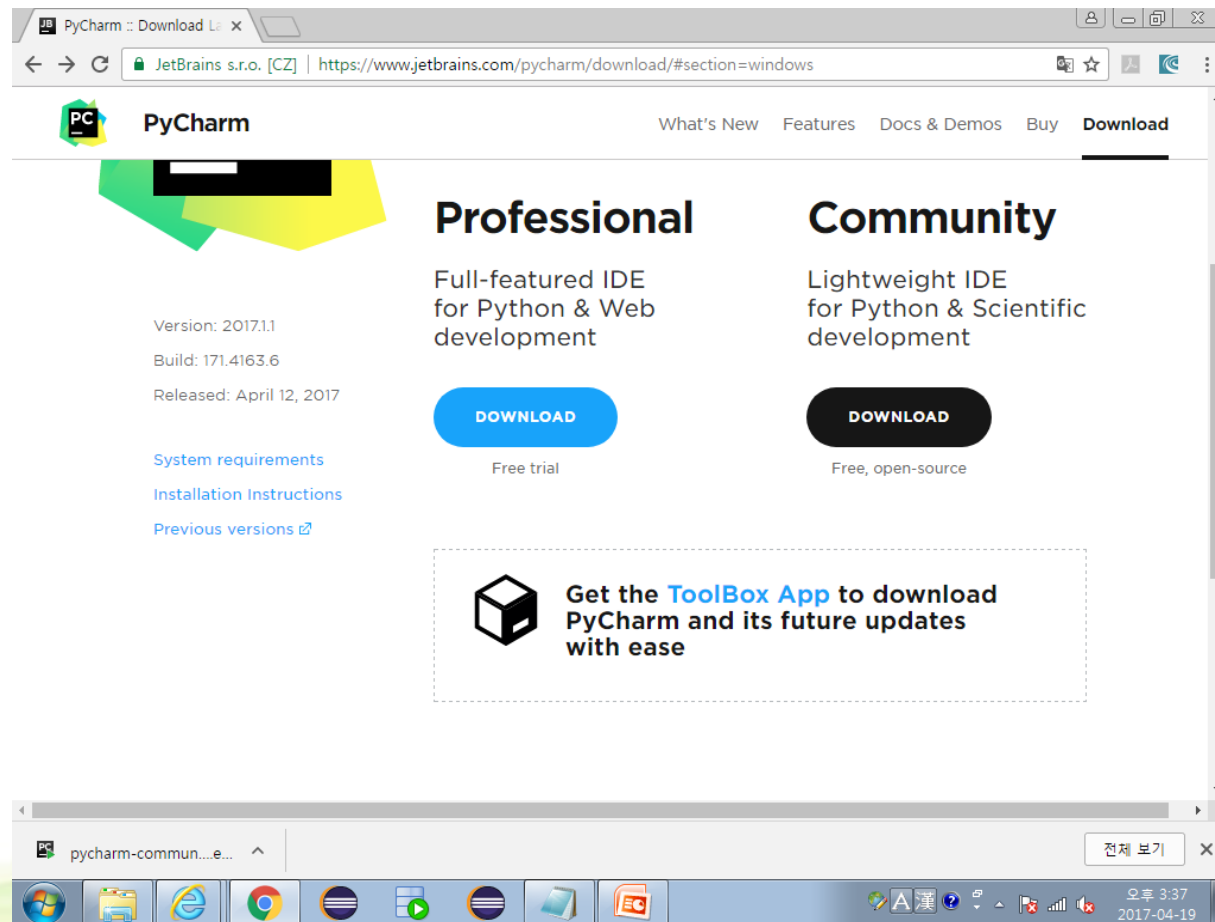 JB PyCharm :: Download La
JetBrains s.r.o. [CZ] | https://www.jetbrains.com/pycharm/download/#section=windows
PC PyCharm What's New Features Docs & Demos Buy Download
Professional
Full-featured IDE
for Python & Web
development
DOWNLOAD
Free trial
Community
Lightweight IDE
for Python & Scientific
development
DOWNLOAD
Free, open-source
Version: 2017.1.1
Build: 171.4163.6
Released: April 12, 2017
System requirements
Installation Instructions
Previous versions
Get the ToolBox App to download
PyCharm and its future updates
with ease
PC pycharm-commun....e... 전체 보기
A 漢 오후 3:37
2017-04-19